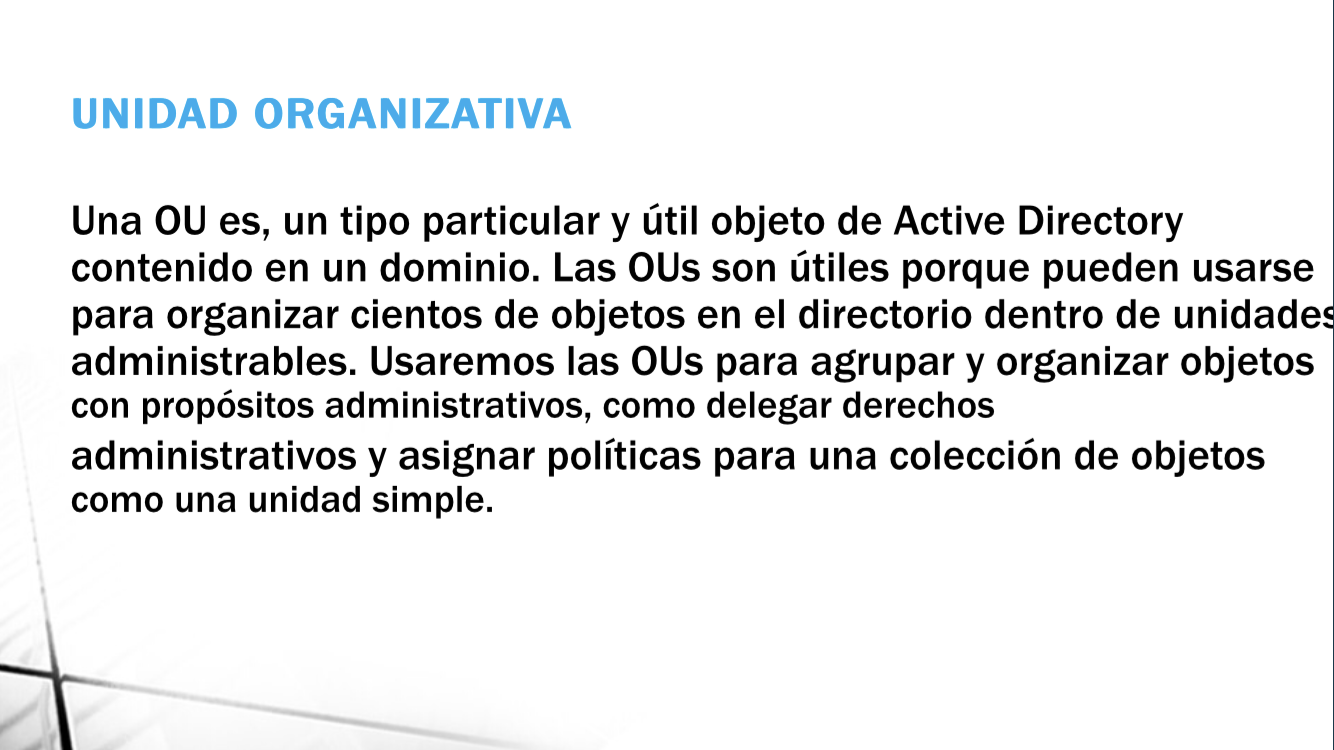 UNIDAD ORGANIZATIVA
Una OU es, un tipo particular y útil objeto de Active Directory
contenido en un dominio. Las OUs son útiles porque pueden usarse
para organizar cientos de objetos en el directorio dentro de unidades
administrables. Usaremos las OUs para agrupar y organizar objetos
con propósitos administrativos, como delegar derechos
administrativos y asignar políticas para una colección de objetos
como una unidad simple.